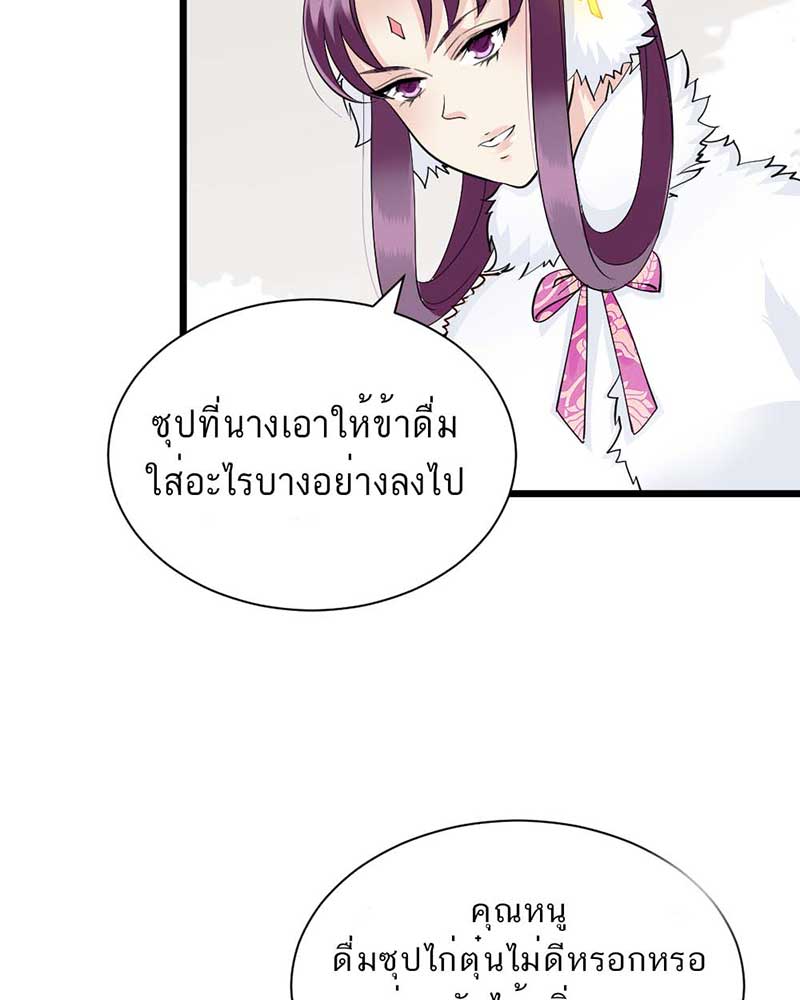 ซุปที่นางเอาให้ข้าดื่ม
ใส่อะไรบางอย่างลงไป
คุณหนู
ดื่มซุปไก่ตุ๋นไม่ดีหรอกหรอ